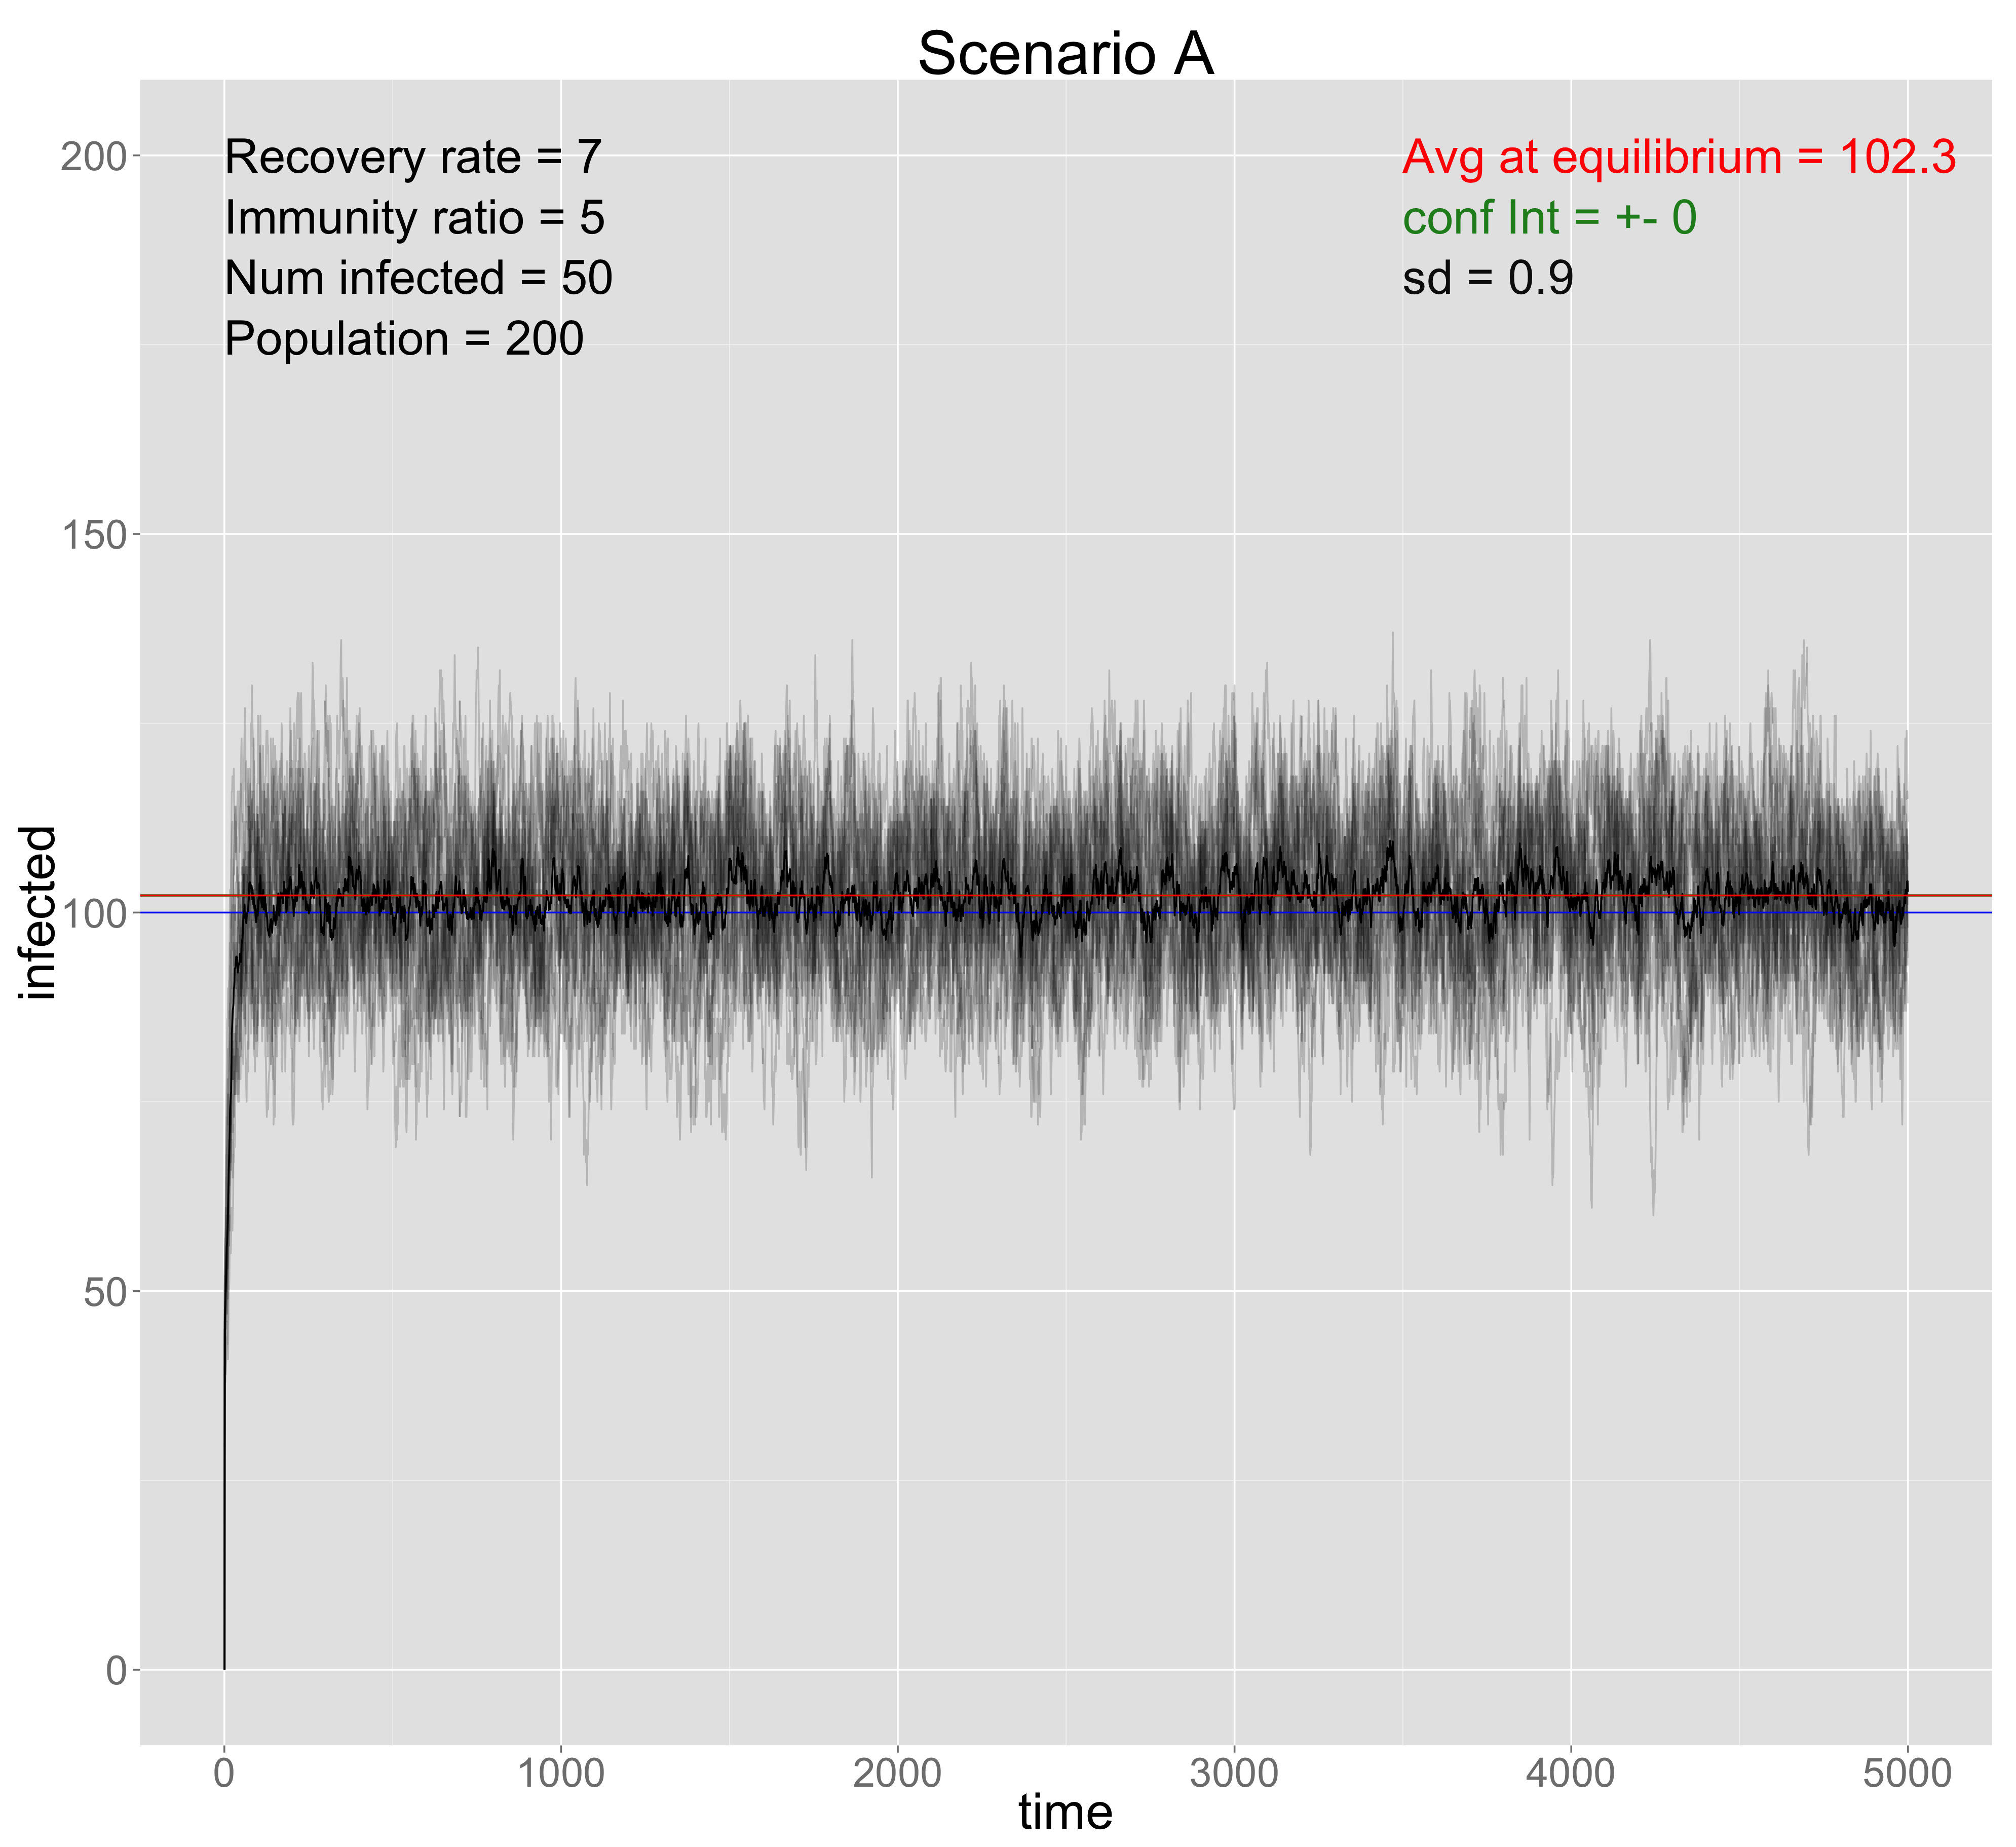 Scenario A
Recovery rate = 7
Immunity ratio = 5
Num infected = 50
Population = 200
Avg at equilibrium = 102.3
conf Int = +- 0
sd = 0.9
infected
200
150
100
50
0
0 1000 2000 3000 4000 5000
time